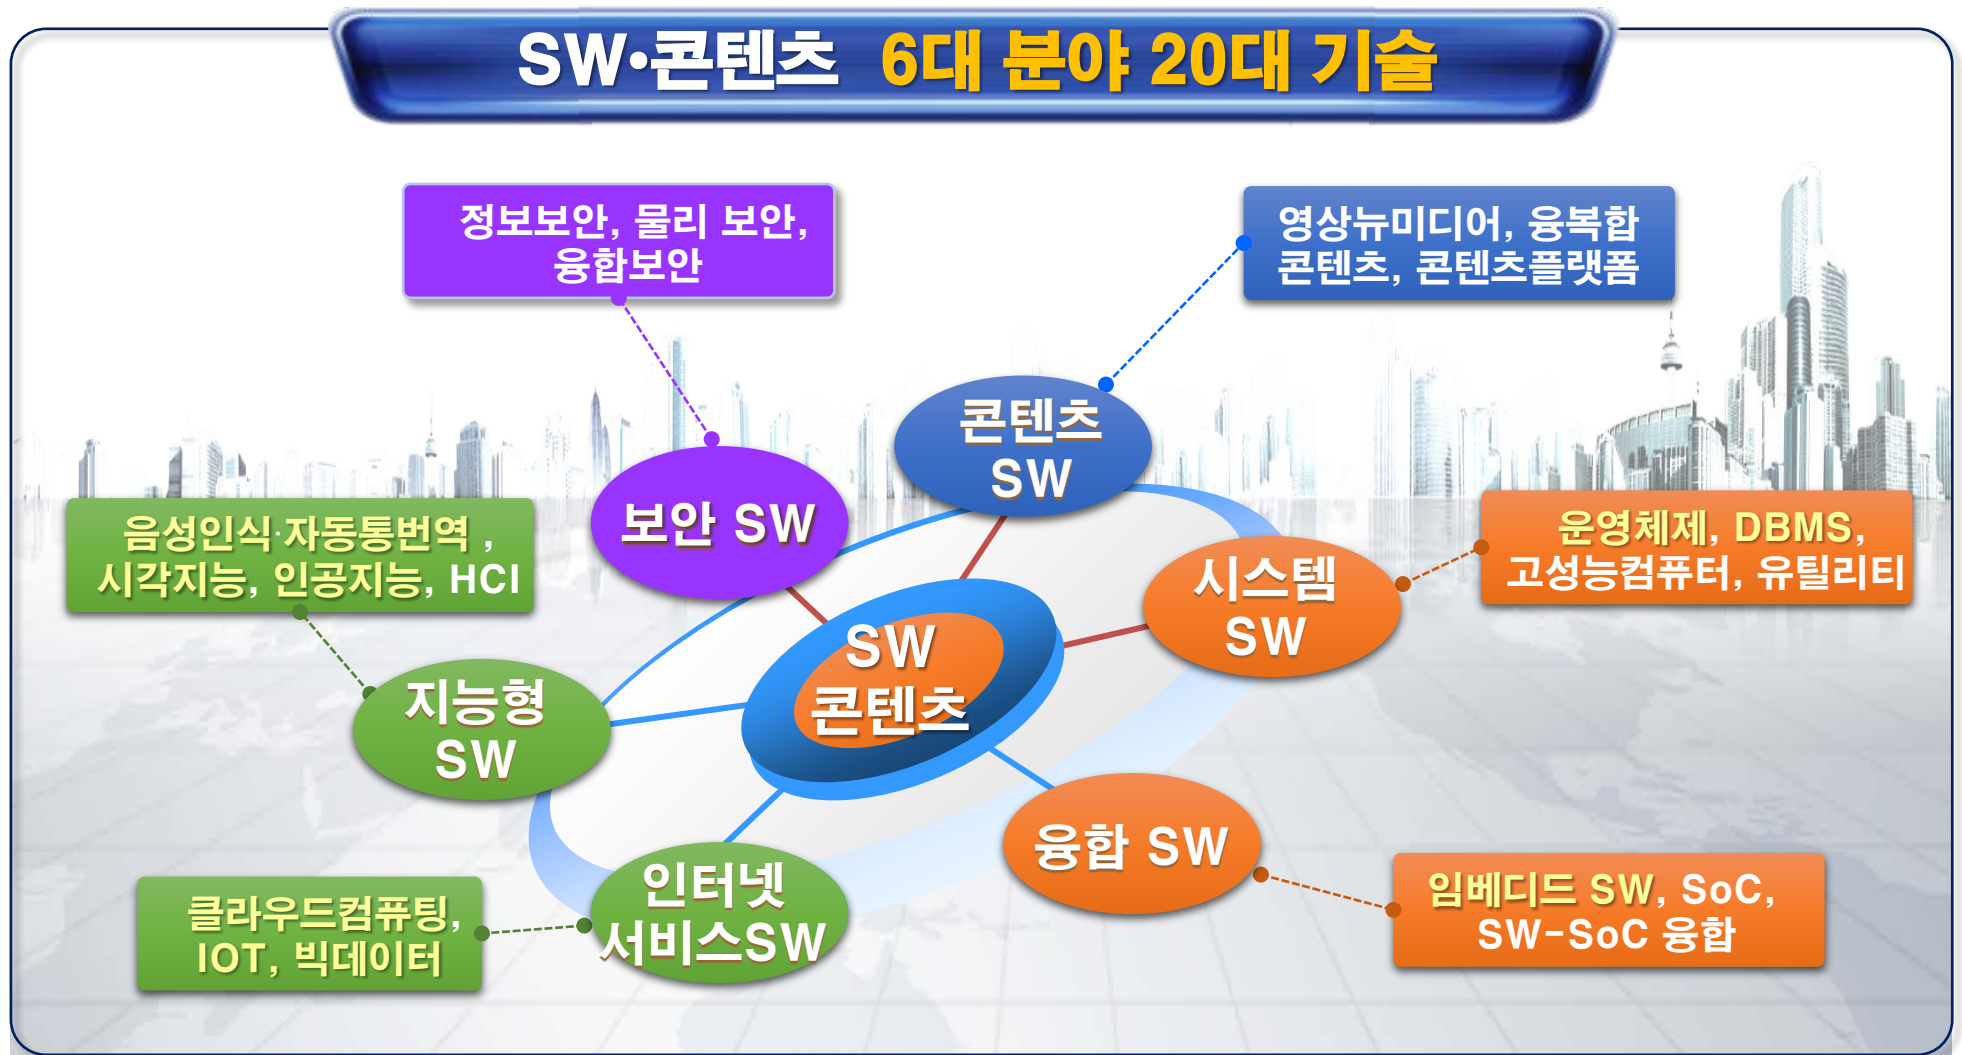 SW•콘텐츠 6대 분야 20대 기술
정보보안, 물리 보안,
융합보안
영상뉴미디어, 융복합
콘텐츠, 콘텐츠플랫폼
콘텐츠
SW
보안 SW
음성인식·자동통번역 ,
시각지능, 인공지능, HCI
운영체제, DBMS,
고성능컴퓨터, 유틸리티
시스템
SW
SW
콘텐츠
지능형
SW
융합 SW
인터넷
서비스SW
클라우드컴퓨팅,
IOT, 빅데이터
임베디드 SW, SoC,
SW-SoC 융합